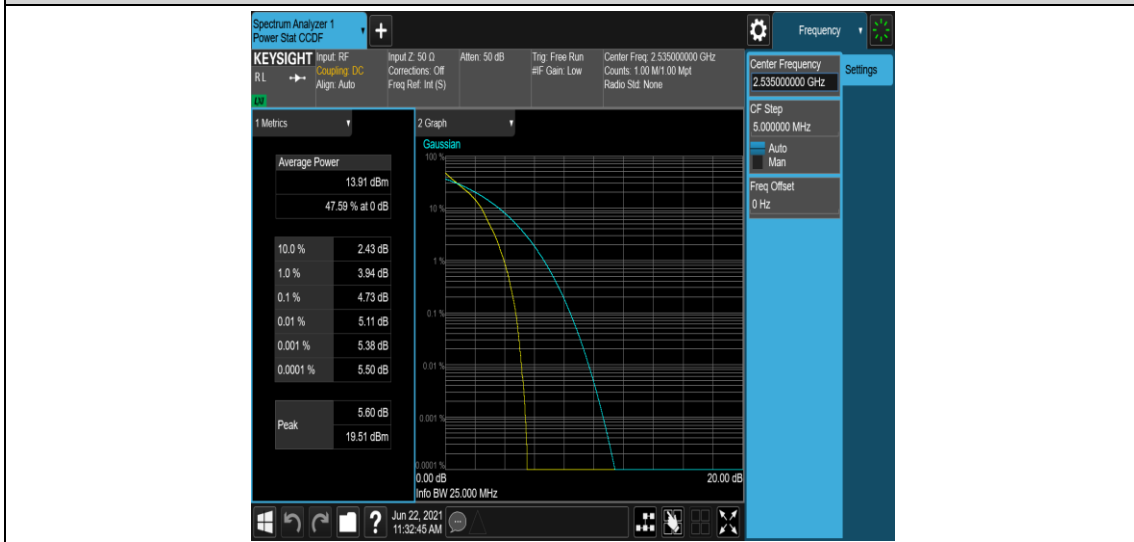 Spectrum Analyzer 1
Power Stat CCDF
+
Frequency
KEYSIGHT
RL
LXI
Input: RF
Coupling: DC
Align: Auto
Input Z: 50 Ω
Corrections: Off
Freq Ref: Int (S)
Atten: 50 dB
Trig: Free Run
#IF Gain: Low
Center Freq: 2.535000000 GHz
Counts: 1.00 M/1.00 Mpt
Radio Std: None
Center Frequency
2.535000000 GHz
Settings
CF Step
5.000000 MHz
Auto
Man
Freq Offset
0 Hz
1 Metrics
Average Power
13.91 dBm
47.59 % at 0 dB
10.0 % 2.43 dB
1.0 % 3.94 dB
0.1 % 4.73 dB
0.01 % 5.11 dB
0.001 % 5.38 dB
0.0001 % 5.50 dB
Peak 5.60 dB
19.51 dBm
2 Graph
Gaussian
100 %
10 %
1 %
0.1 %
0.01 %
0.001 %
0.0001 %
0.00 dB 20.00 dB
Info BW 25.000 MHz
?
Jun 22, 2021
11:32:45 AM